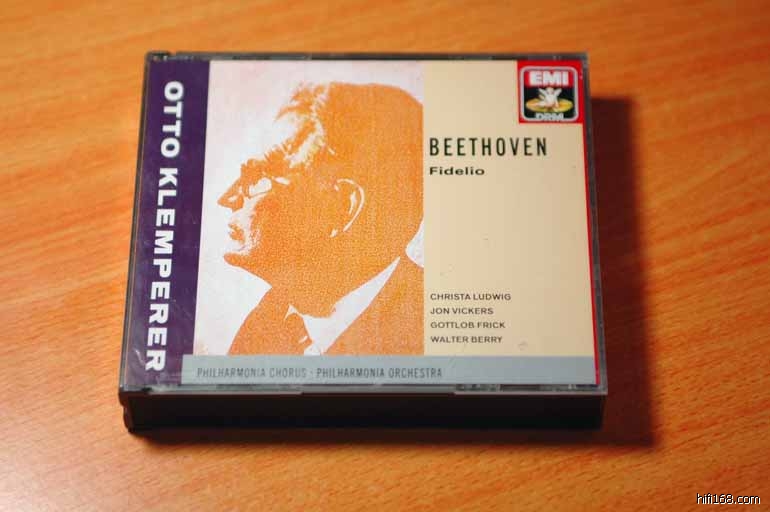 OTTO KLEMPERER
EMI
DRM
BEETHOVEN
Fidelio
CHRISTA LUDWIG
JON VICKERS
GOTTLOB FRICK
WALTER BERRY
PHILHARMONIA CHORUS · PHILHARMONIA ORCHESTRA
hifi168.com